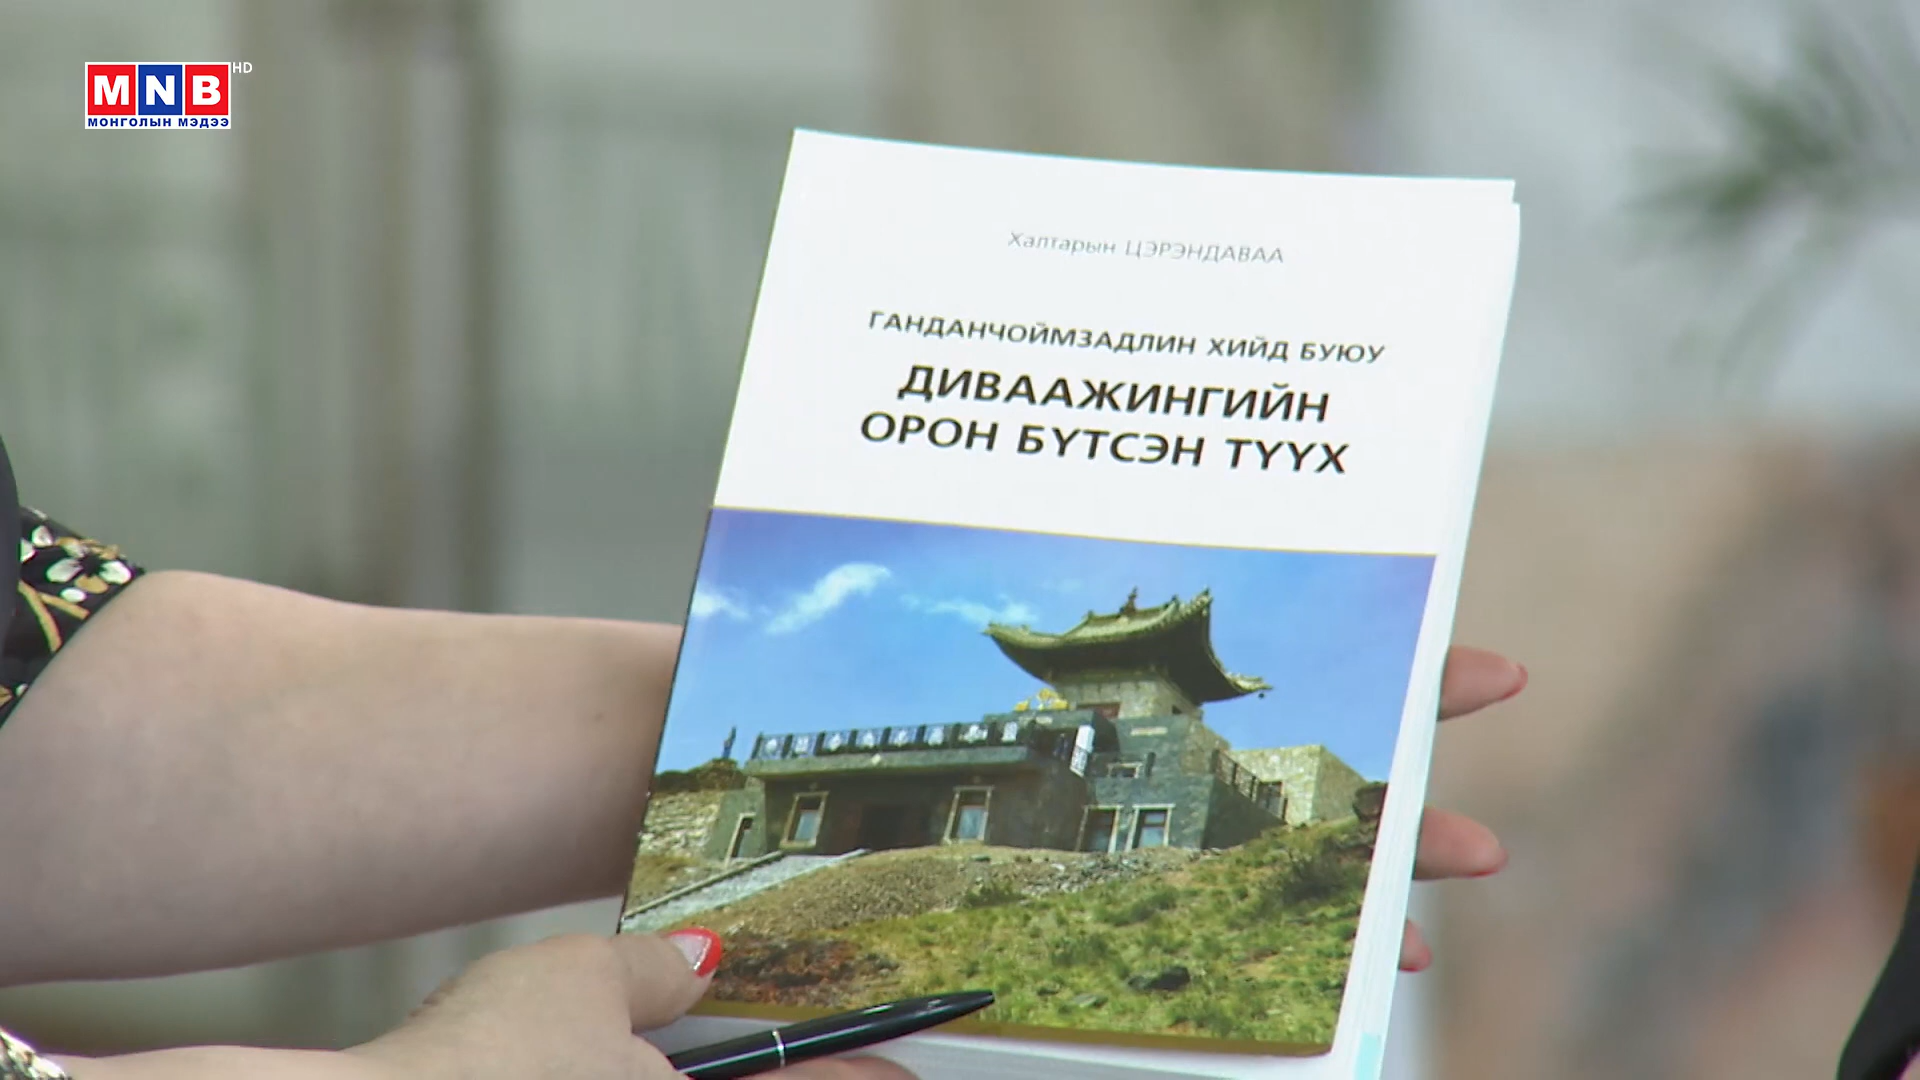 MNB HD
МОНГОЛЫН МЭДЭЭ
Халтарын ЦЭРЭНДАВАА
ГАНДАНЧОЙМЗАДЛИН ХИЙД БУЮУ
ДИВААЖИНГИЙН
ОРОН БҮТСЭН ТҮҮХ